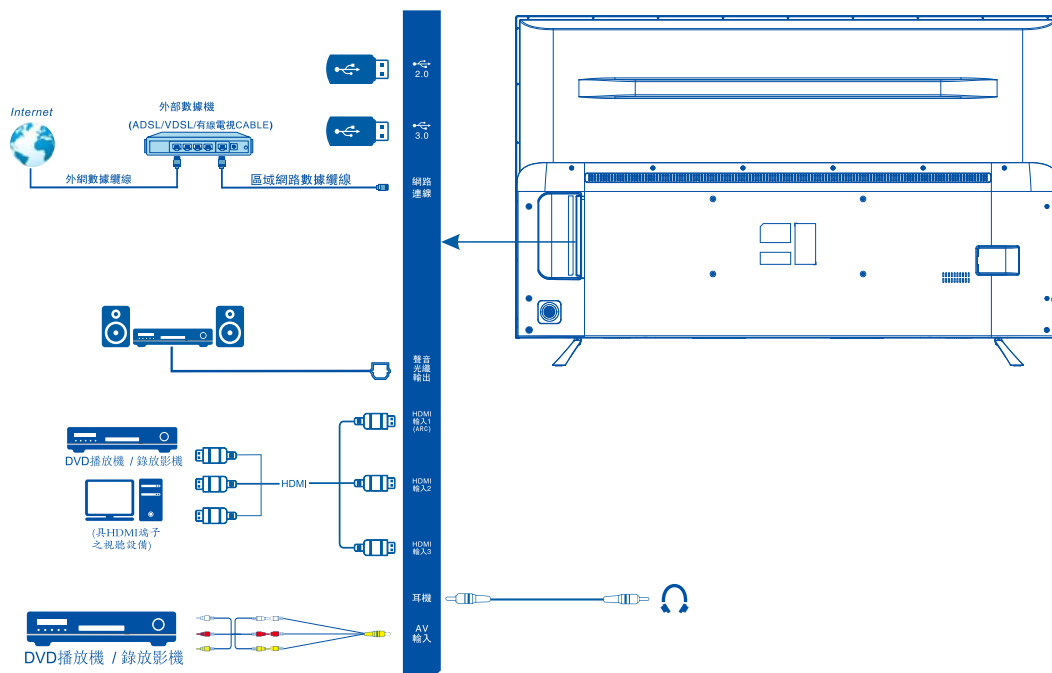 2.0
Internet
外部數據機
(ADSL/VDSL/有線電視CABLE)
3.0
外網數據纜線
區域網路數據纜線
網路
連線
聲音
光纖
輸出
HDMI
輸入1
(ARC)
DVD播放機 / 錄放影機
HDMI
HDMI
輸入2
(具HDMI端子
之視聽設備)
HDMI
輸入3
耳機
AV
輸入
DVD播放機 / 錄放影機